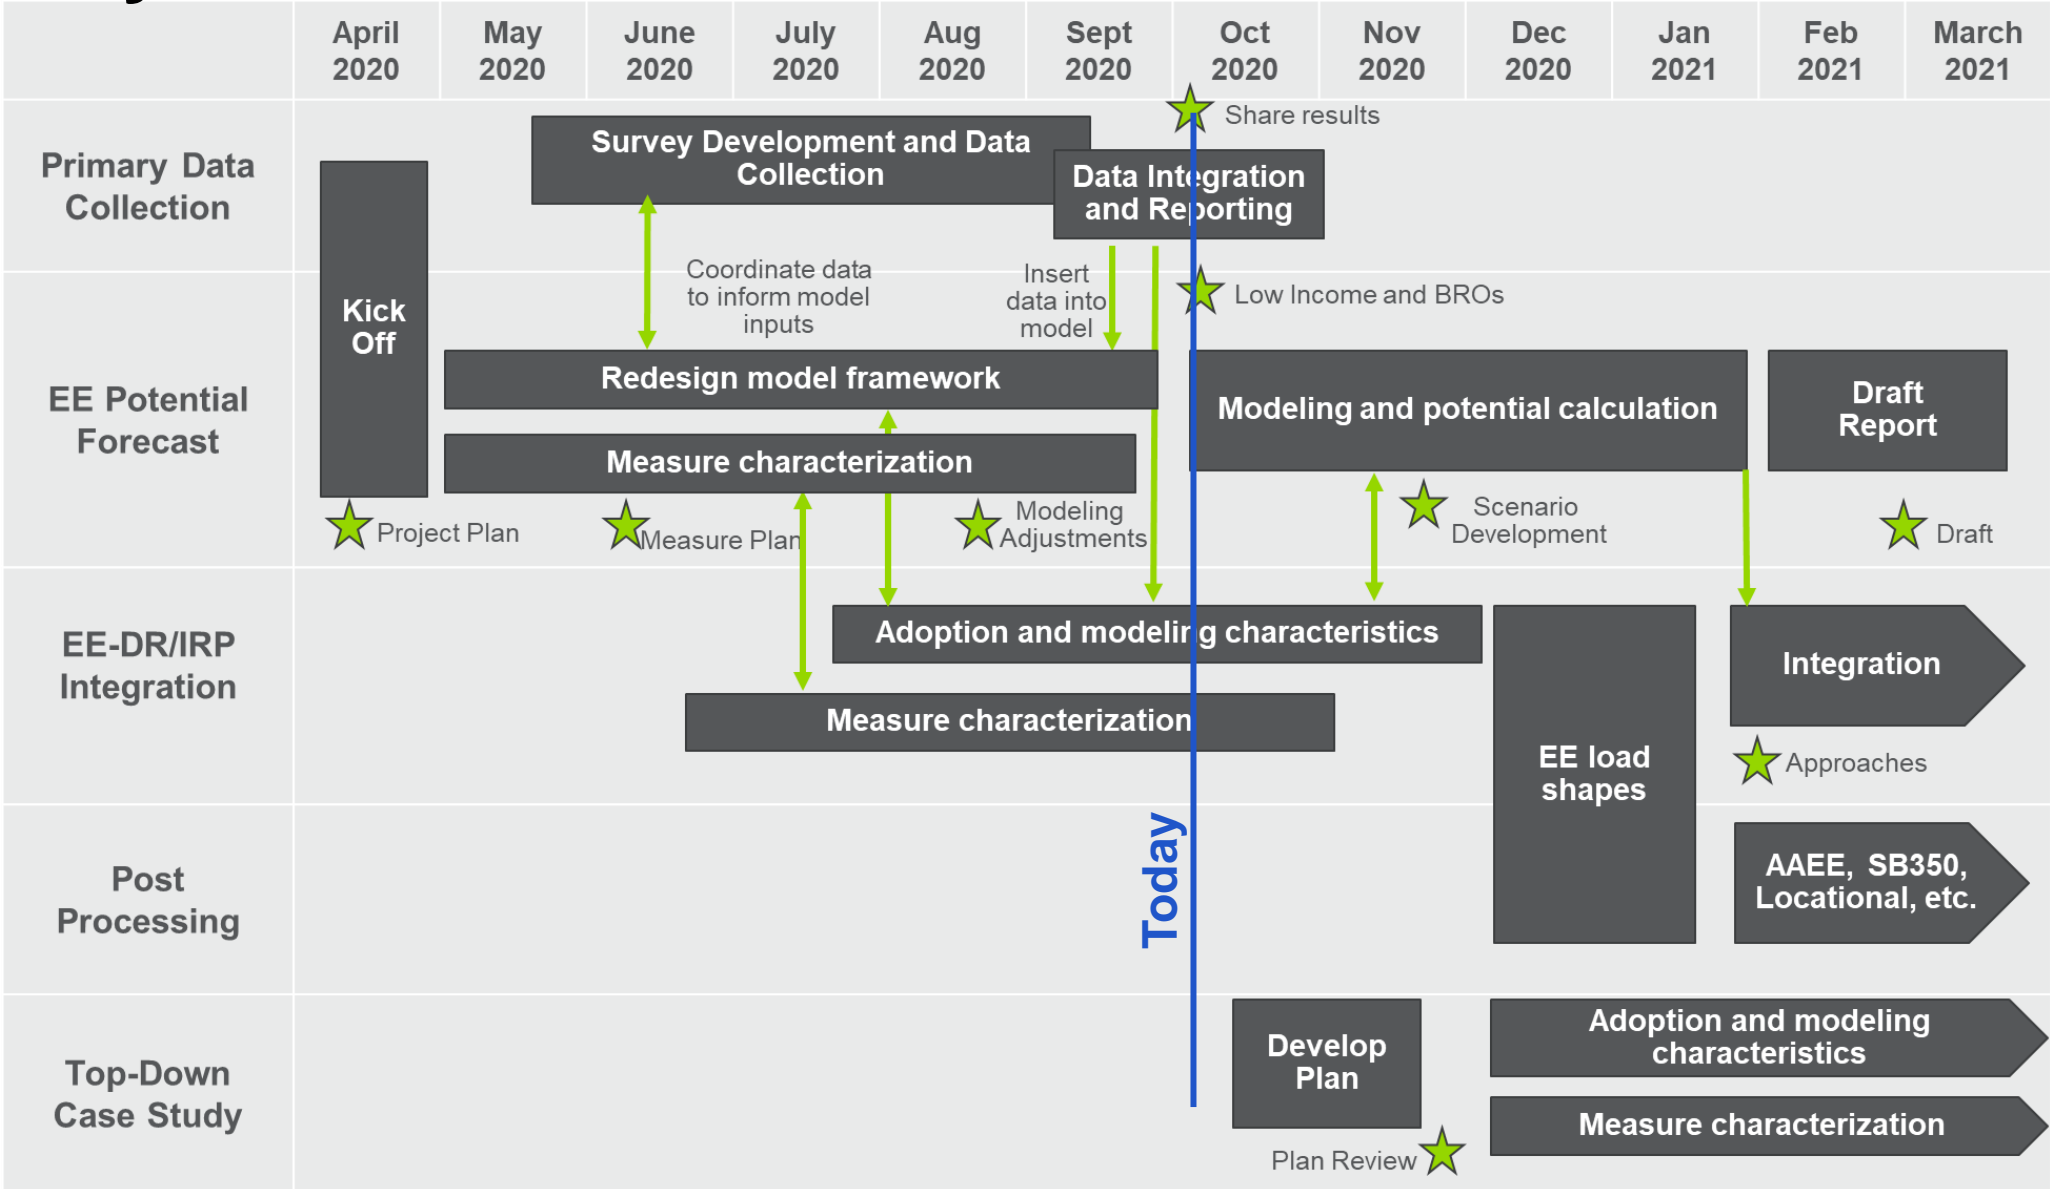 April
2020
May
2020
June
2020
July
2020
Aug
2020
Sept
2020
Oct
2020
Nov
2020
Dec
2020
Jan
2021
Feb
2021
March
2021
Primary Data
Collection
Survey Development and Data
Collection
Data Integration
and Reporting
Share results
Kick
Off
Coordinate data
to inform model
inputs
Insert
data into
model
Low Income and BROs
EE Potential
Forecast
Redesign model framework
Measure characterization
Modeling and potential calculation
Draft
Report
Project Plan
Measure Plan
Modeling
Adjustments
Scenario
Development
Draft
EE-DR/IRP
Integration
Adoption and modeling characteristics
Measure characterization
EE load
shapes
Integration
Approaches
Post
Processing
Today
AAEE, SB350,
Locational, etc.
Top-Down
Case Study
Develop
Plan
Plan Review
Adoption and modeling
characteristics
Measure characterization